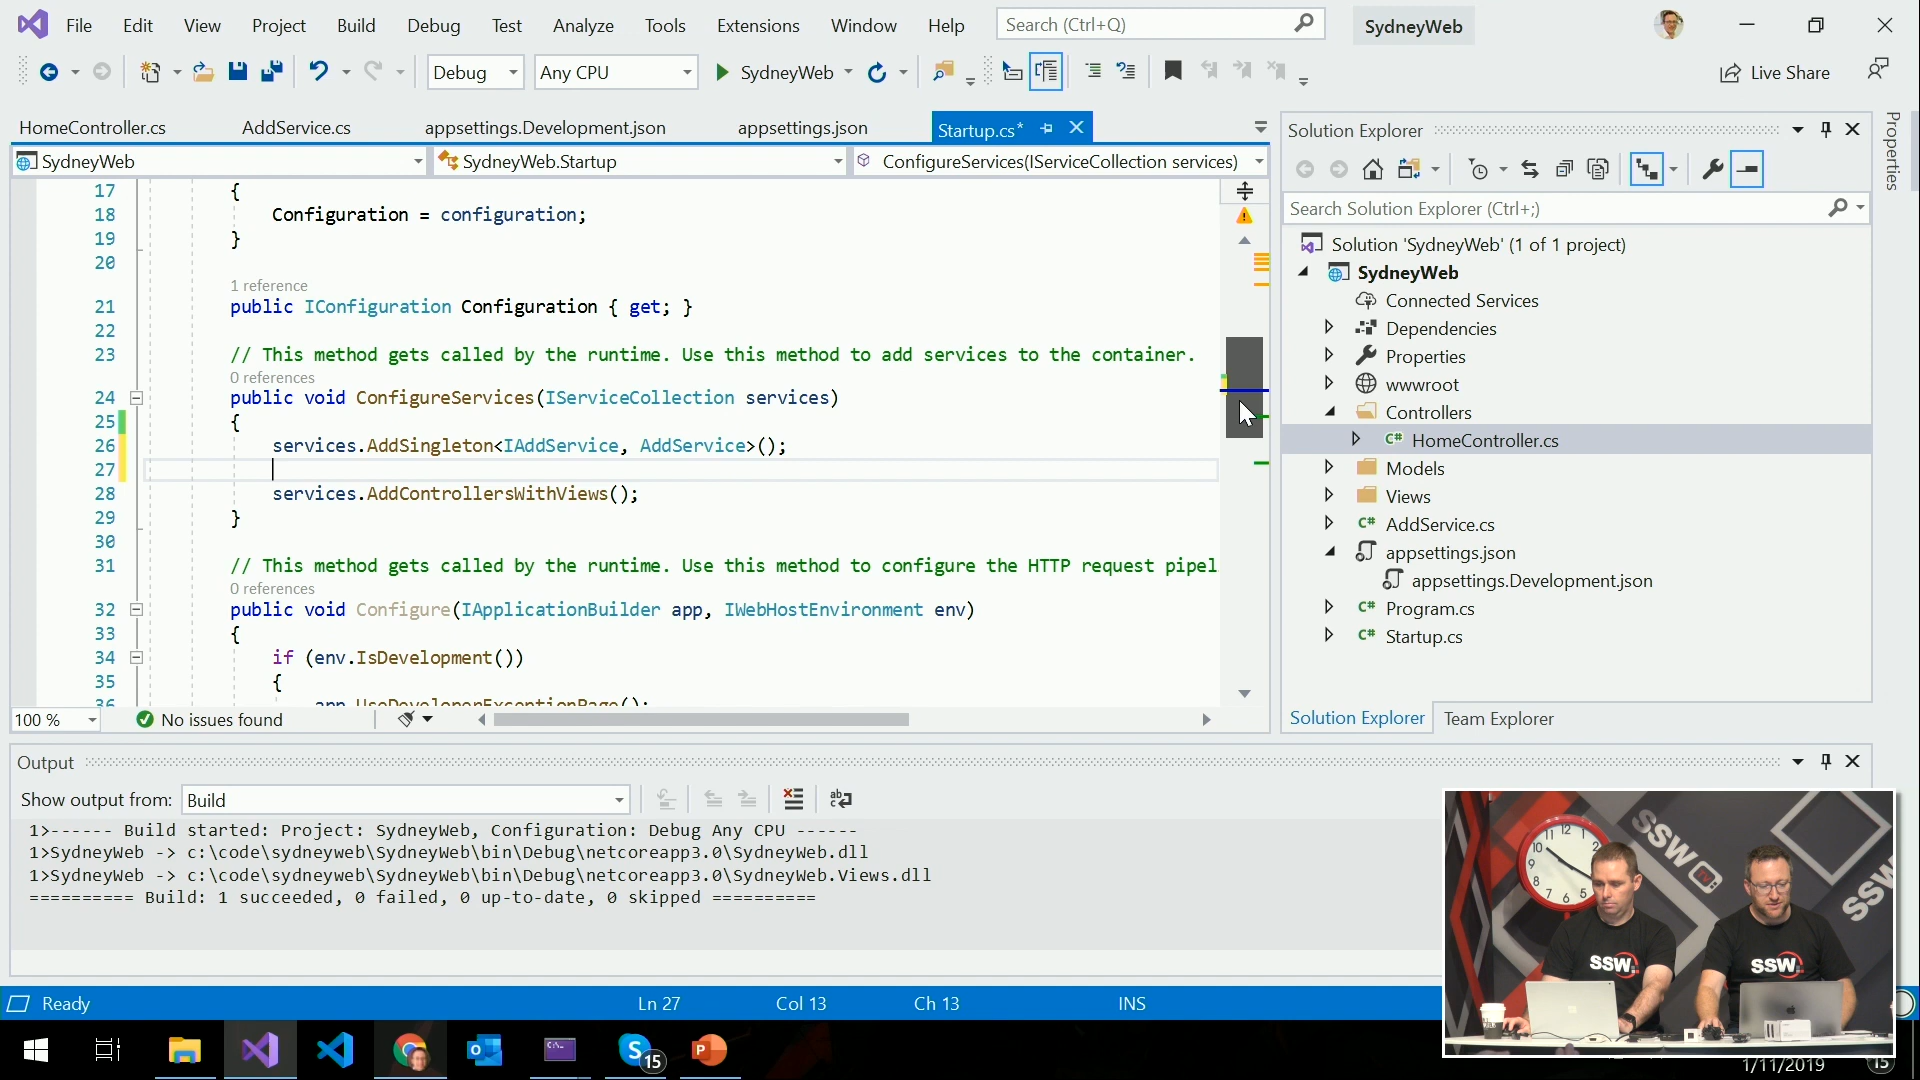 File Edit View Project Build Debug Test Analyze Tools Extensions Window Help Search (Ctrl+Q) SydneyWeb
Debug Any CPU SydneyWeb Live Share
HomeController.cs AddService.cs appsettings.Development.json appsettings.json Startup.cs*
SydneyWeb SydneyWeb.Startup ConfigureServices(IServiceCollection services)
17 {
18 Configuration = configuration;
19 }
20
1 reference
21 public IConfiguration Configuration { get; }
22
23 // This method gets called by the runtime. Use this method to add services to the container.
0 references
24 public void ConfigureServices(IServiceCollection services)
25 {
26 services.AddSingleton<IAddService, AddService>();
27
28 services.AddControllersWithViews();
29 }
30
31 // This method gets called by the runtime. Use this method to configure the HTTP request pipel
0 references
32 public void Configure(IApplicationBuilder app, IWebHostEnvironment env)
33 {
34 if (env.IsDevelopment())
35 {
36 app.UseDeveloperExceptionPage();
100 % No issues found
Solution Explorer
Search Solution Explorer (Ctrl+;)
Solution 'SydneyWeb' (1 of 1 project)
SydneyWeb
Connected Services
Dependencies
Properties
wwwroot
Controllers
C# HomeController.cs
Models
Views
C# AddService.cs
appsettings.json
appsettings.Development.json
C# Program.cs
C# Startup.cs
Solution Explorer Team Explorer
Properties
Output
Show output from: Build
1>------ Build started: Project: SydneyWeb, Configuration: Debug Any CPU ------
1>SydneyWeb -> c:\code\sydneyweb\SydneyWeb\bin\Debug\netcoreapp3.0\SydneyWeb.dll
1>SydneyWeb -> c:\code\sydneyweb\SydneyWeb\bin\Debug\netcoreapp3.0\SydneyWeb.Views.dll
========== Build: 1 succeeded, 0 failed, 0 up-to-date, 0 skipped ==========
Ready Ln 27 Col 13 Ch 13 INS
SSW TV
SSW
SSW
SSW
15
1/11/2019
15